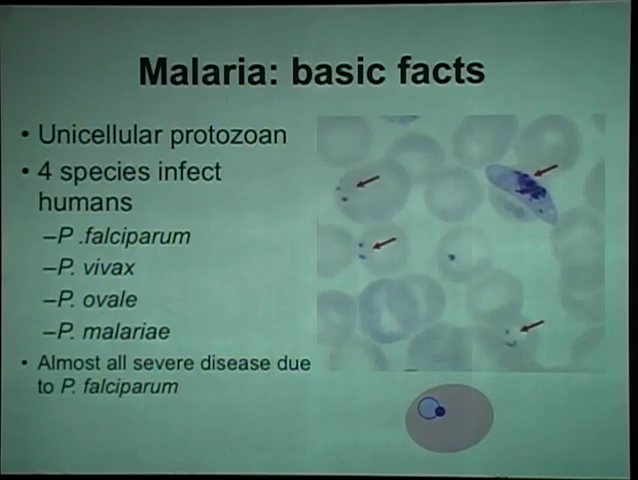 Malaria: basic facts
• Unicellular protozoan
• 4 species infect
humans
–P .falciparum
–P. vivax
–P. ovale
–P. malariae
• Almost all severe disease due
to P. falciparum